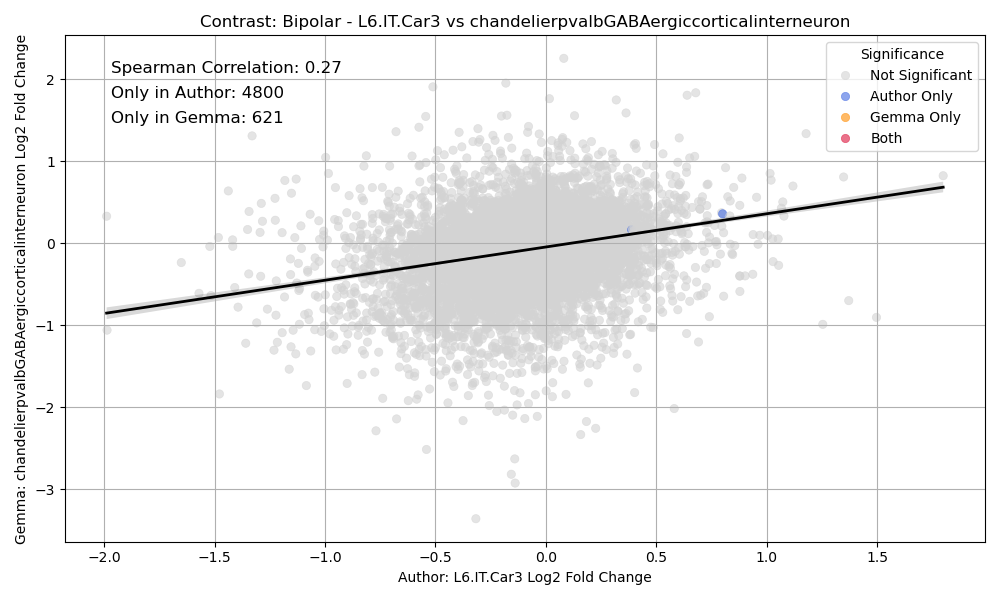 Contrast: Bipolar - L6.IT.Car3 vs chandelierpvalbGABAergiccorticalinterneuron
Spearman Correlation: 0.27
Only in Author: 4800
Only in Gemma: 621
Significance
Not Significant
Author Only
Gemma Only
Both
Gemma: chandelierpvalbGABAergiccorticalinterneuron Log2 Fold Change
2
1
0
−1
−2
−3
−2.0
−1.5
−1.0
−0.5
0.0
0.5
1.0
1.5
Author: L6.IT.Car3 Log2 Fold Change